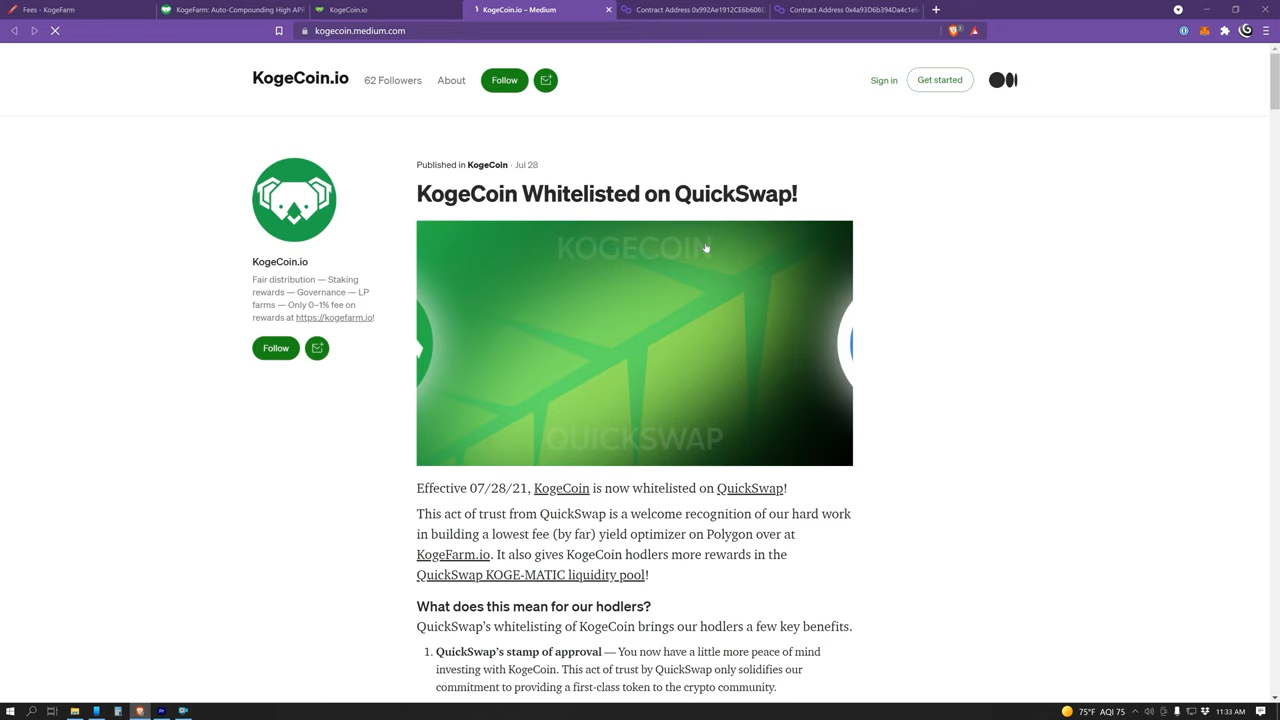 Fees - KogeFarm
KogeFarm: Auto-Compounding High APR
KogeCoin.io
KogeCoin.io – Medium
Contract Address 0x992Ae1912CE6b608
Contract Address 0x4a93D6b394Da4c1e6
kogecoin.medium.com
KogeCoin.io
62 Followers
About
Follow
Sign in
Get started
Published in KogeCoin · Jul 28
KogeCoin Whitelisted on QuickSwap!
KOGECOIN
QUICKSWAP
KogeCoin.io
Fair distribution — Staking
rewards — Governance — LP
farms — Only 0–1% fee on
rewards at https://kogefarm.io!
Follow
Effective 07/28/21, KogeCoin is now whitelisted on QuickSwap!
This act of trust from QuickSwap is a welcome recognition of our hard work
in building a lowest fee (by far) yield optimizer on Polygon over at
KogeFarm.io. It also gives KogeCoin hodlers more rewards in the
QuickSwap KOGE-MATIC liquidity pool!
What does this mean for our hodlers?
QuickSwap’s whitelisting of KogeCoin brings our hodlers a few key benefits.
1. QuickSwap’s stamp of approval — You now have a little more peace of mind
investing with KogeCoin. This act of trust by QuickSwap only solidifies our
commitment to providing a first-class token to the crypto community.
75°F AQI 75
11:33 AM